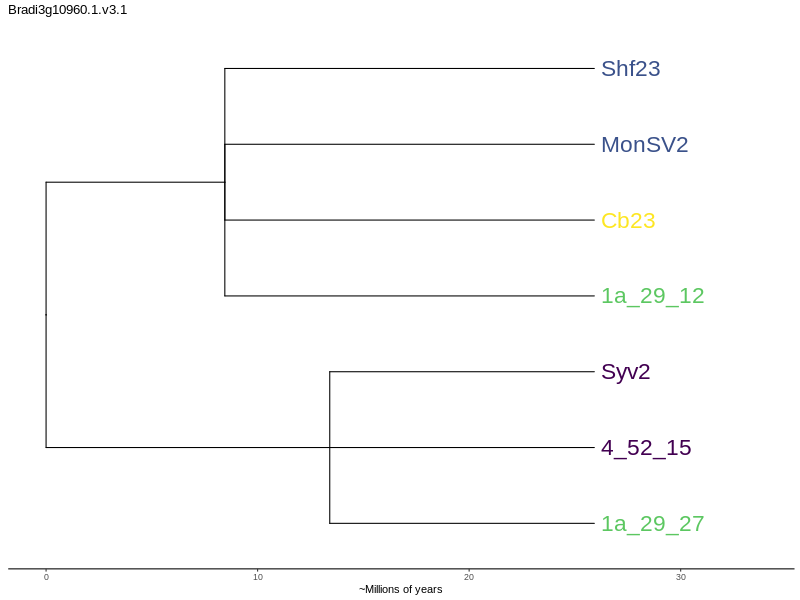 Bradi3g10960.1.v3.1
Shf23
MonSV2
Cb23
1a_29_12
Syv2
4_52_15
1a_29_27
0 10 20 30
~Millions of years